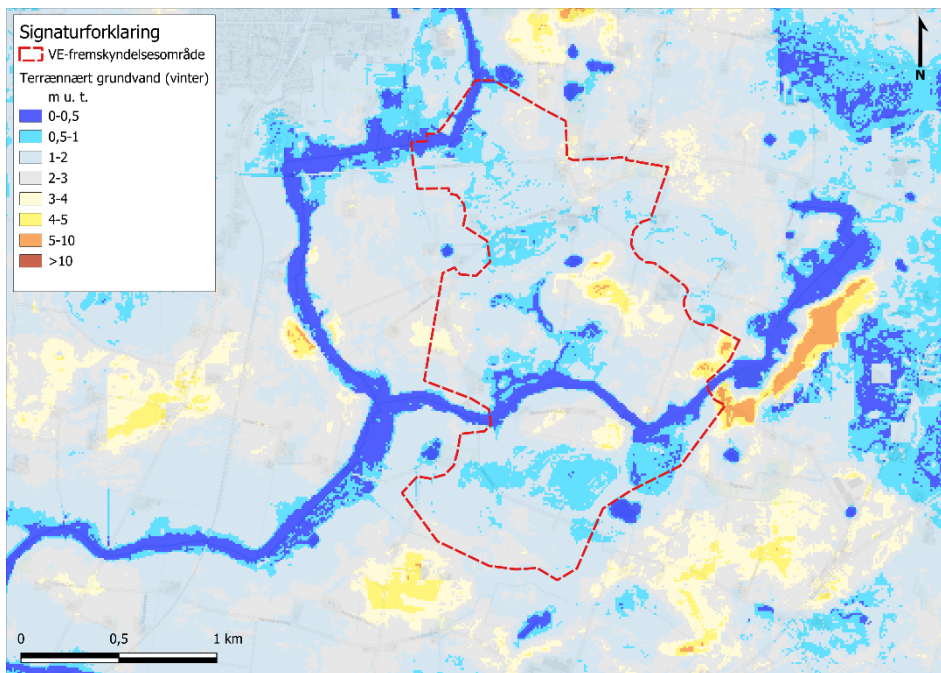 Signaturforklaring
VE-fremskyndelsesområde
Terrænnært grundvand (vinter)
m u. t.
0-0,5
0,5-1
1-2
2-3
3-4
4-5
5-10
>10
N
0 0,5 1 km